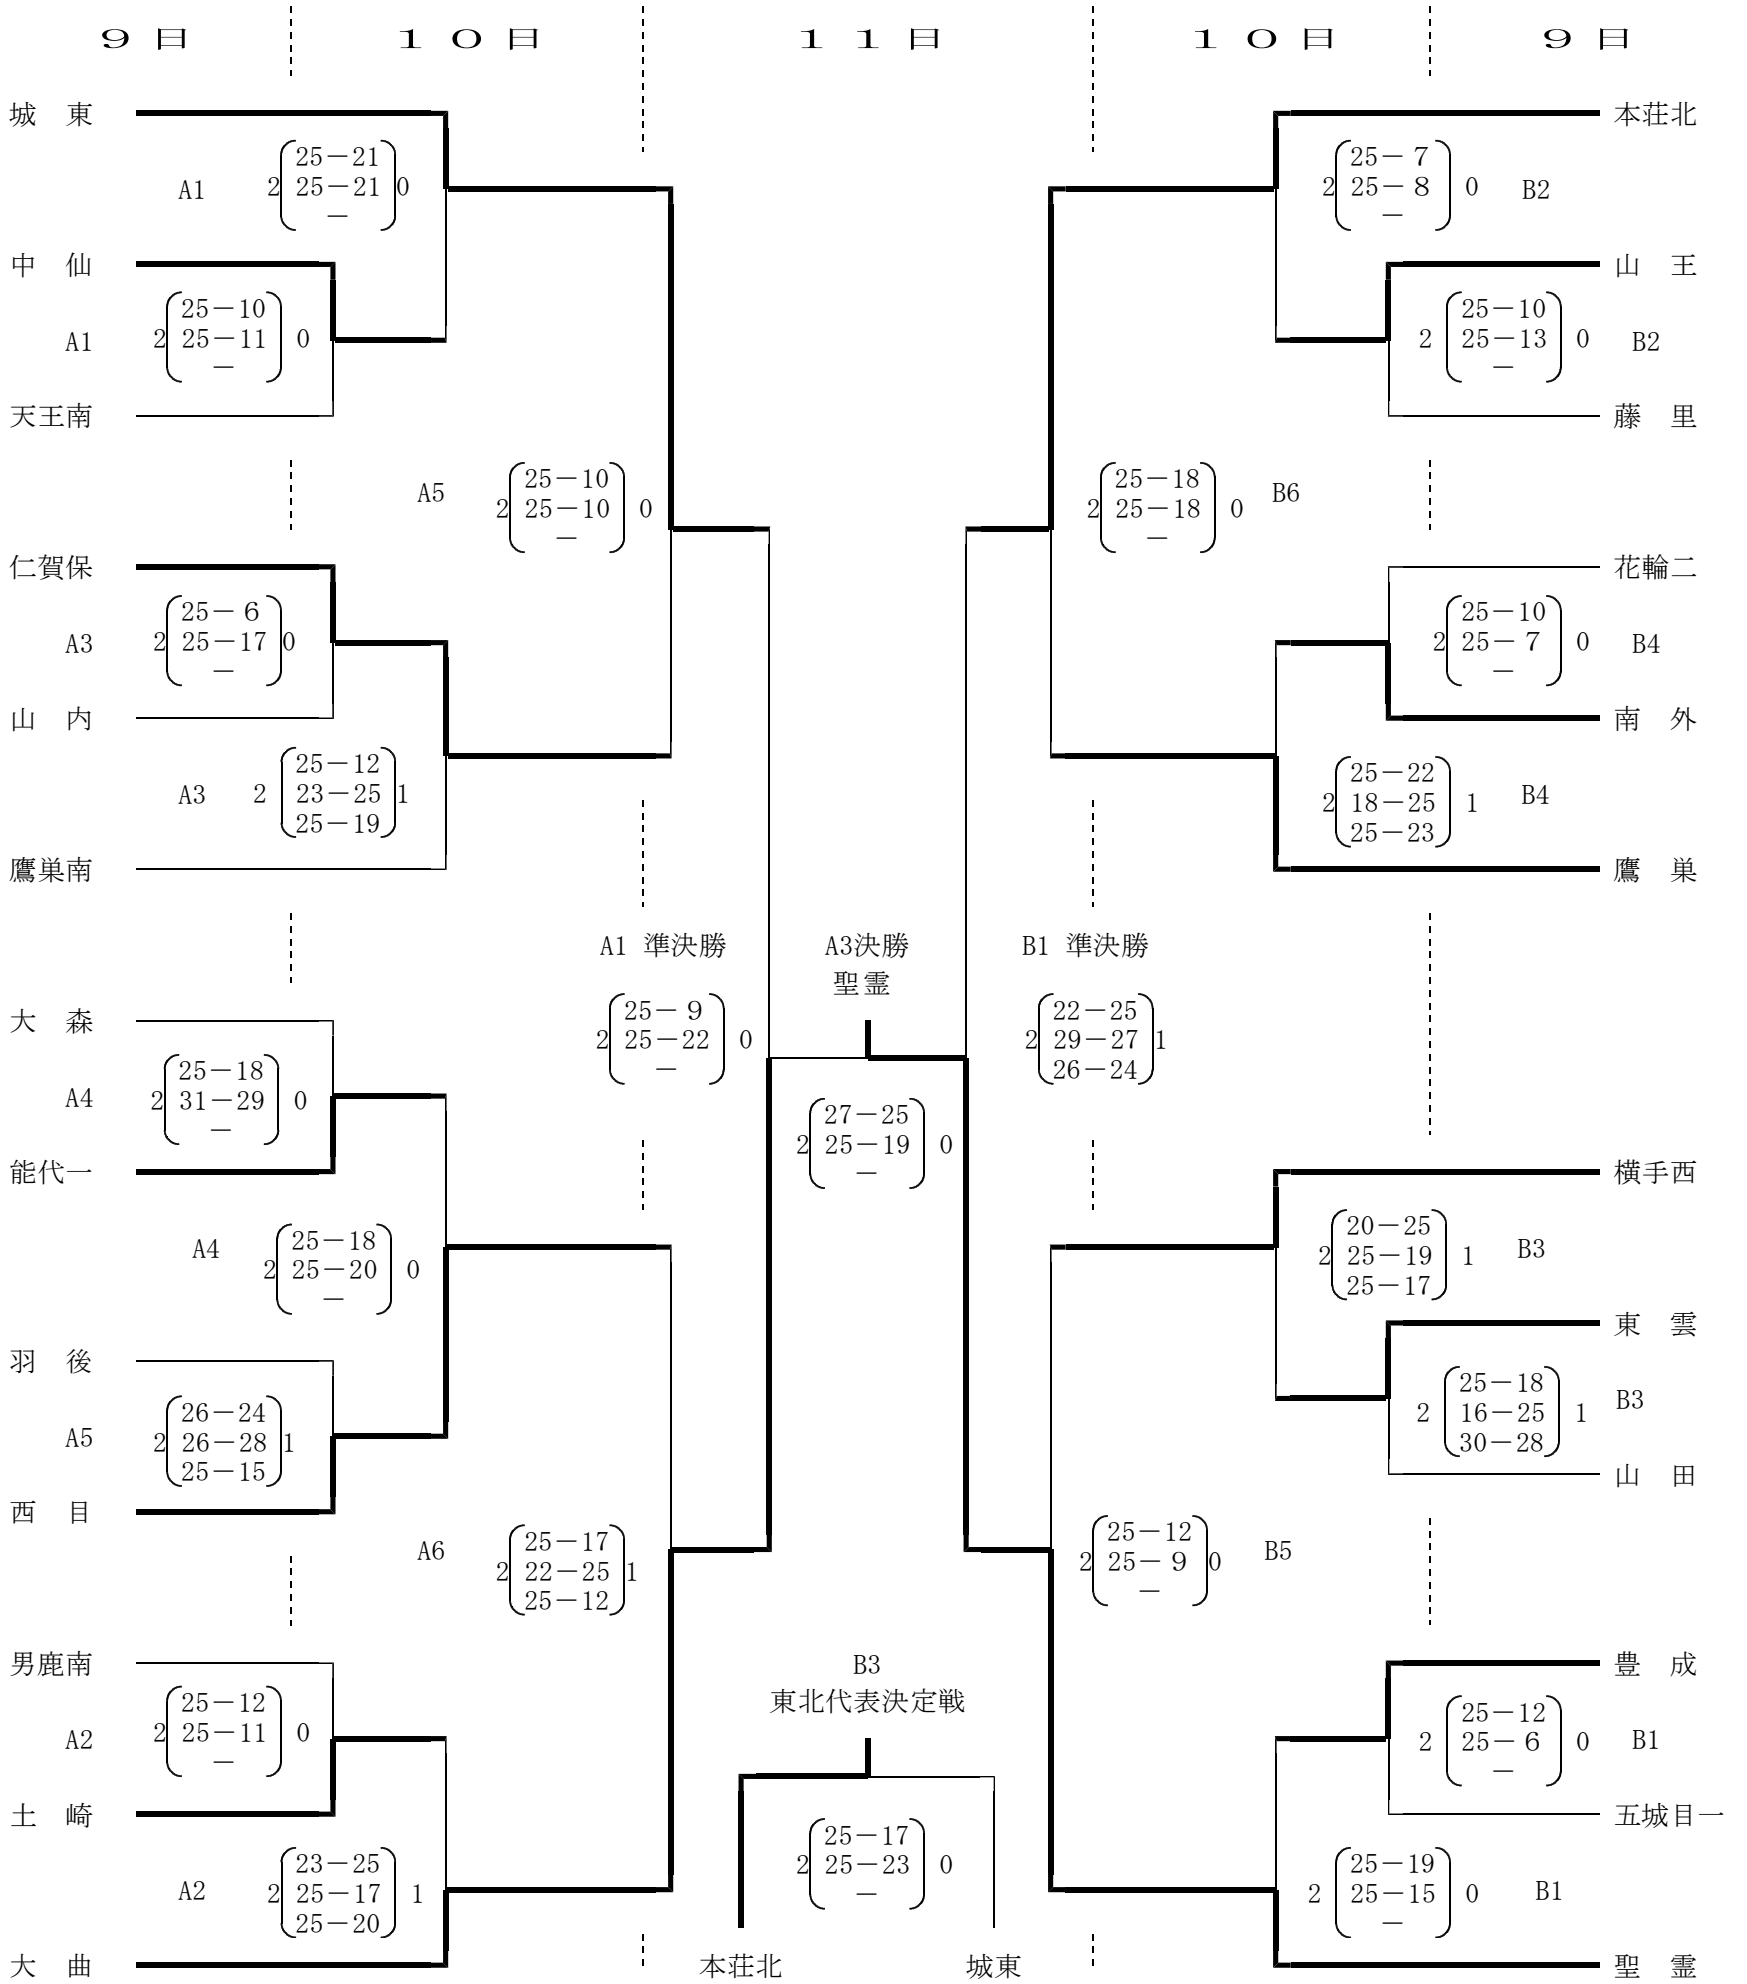 ９日 １０日 １１日 １０日 ９日
城　東
本荘北
25－21
2 25－21 0
－
A1
25－ 7
2 25－ 8 0
－
B2
中　仙
山　王
25－10
2 25－11 0
－
A1
25－10
2 25－13 0
－
B2
天王南
藤　里
A5
25－10
2 25－10 0
－
25－18
2 25－18 0
－
B6
仁賀保
花輪二
25－ 6
2 25－17 0
－
A3
25－10
2 25－ 7 0
－
B4
山　内
南　外
A3
25－12
2 23－25 1
25－19
25－22
2 18－25 1
25－23
B4
鷹巣南
鷹　巣
A1 準決勝
25－ 9
2 25－22 0
－
A3決勝
聖霊
27－25
2 25－19 0
－
B1 準決勝
22－25
2 29－27 1
26－24
大　森
25－18
A4 2 31－29 0
－
能代一
横手西
25－18
A4 2 25－20 0
－
20－25
2 25－19 1 B3
25－17
羽　後
東　雲
26－24
A5 2 26－28 1
25－15
25－18
2 16－25 1 B3
30－28
西　目
山　田
A6
25－17
2 22－25 1
25－12
25－12
2 25－ 9 0
－
B5
男鹿南
豊　成
25－12
A2 2 25－11 0
－
25－12
2 25－ 6 0 B1
－
土　崎
五城目一
23－25
A2 2 25－17 1
25－20
25－19
2 25－15 0 B1
－
大　曲
聖　霊
B3
東北代表決定戦
25－17
2 25－23 0
－
本荘北 城東